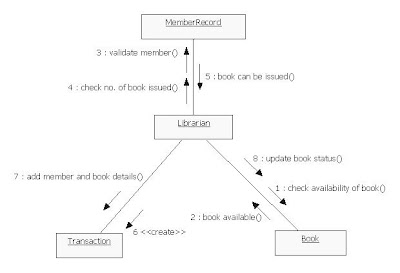 MemberRecord
3 : validate member()
4 : check no. of book issued()
5 : book can be issued()
Librarian
8 : update book status()
7 : add member and book details()
1 : check availability of book()
2 : book available()
6 <<create>>
Transaction
Book